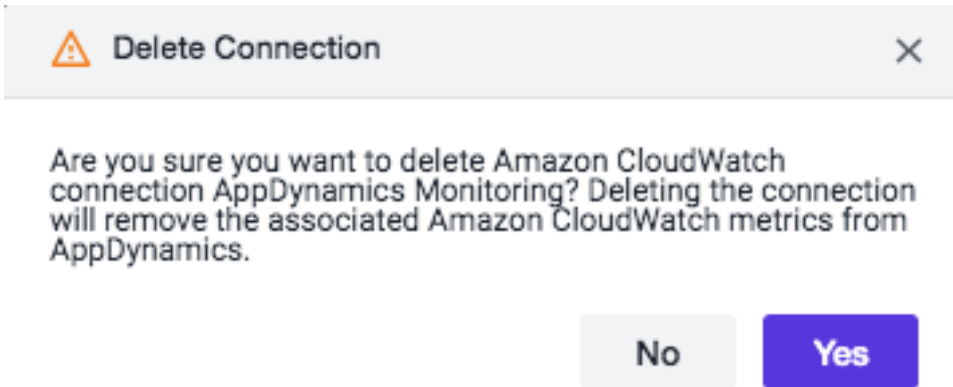 Delete Connection
Are you sure you want to delete Amazon CloudWatch
connection AppDynamics Monitoring? Deleting the connection
will remove the associated Amazon CloudWatch metrics from
AppDynamics.
No
Yes